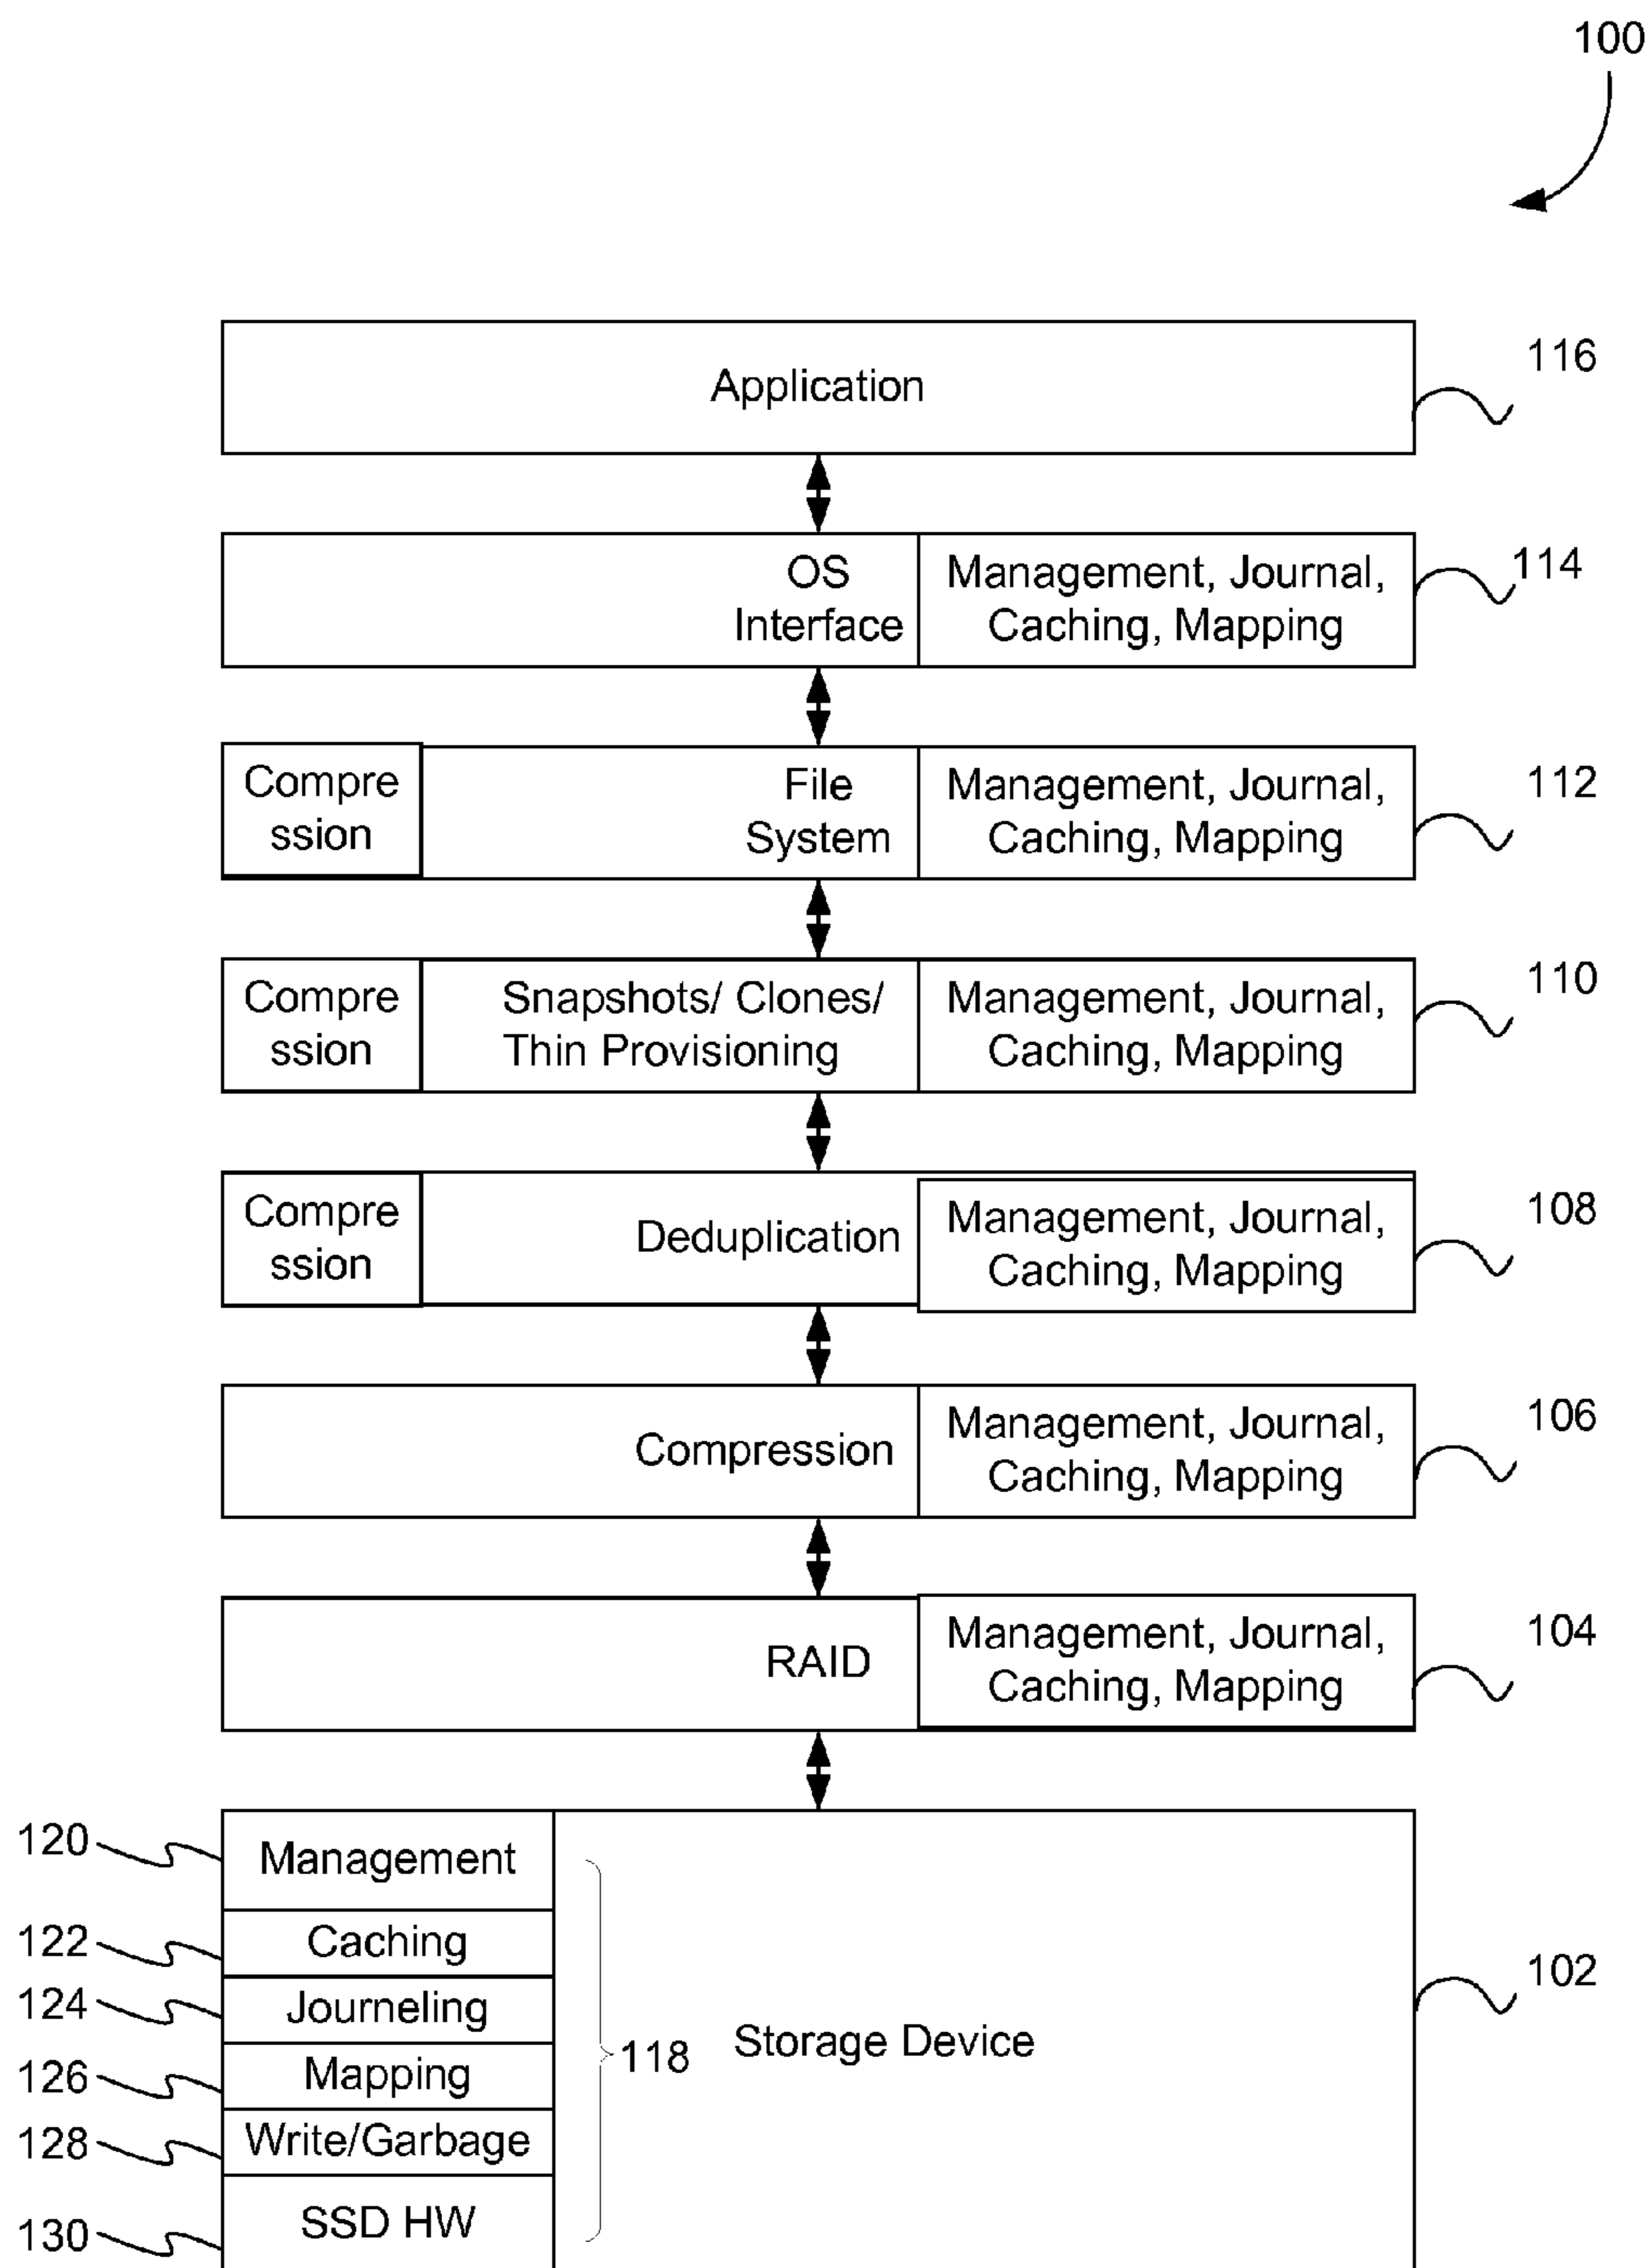 100
Application
116
OS
Interface
Management, Journal,
Caching, Mapping
114
Compre
ssion
File
System
Management, Journal,
Caching, Mapping
112
Compre
ssion
Snapshots/ Clones/
Thin Provisioning
Management, Journal,
Caching, Mapping
110
Compre
ssion
Deduplication
Management, Journal,
Caching, Mapping
108
Compression
Management, Journal,
Caching, Mapping
106
RAID
Management, Journal,
Caching, Mapping
104
120
Management
122
Caching
124
Journeling
126
Mapping
128
Write/Garbage
130
SSD HW
118
Storage Device
102